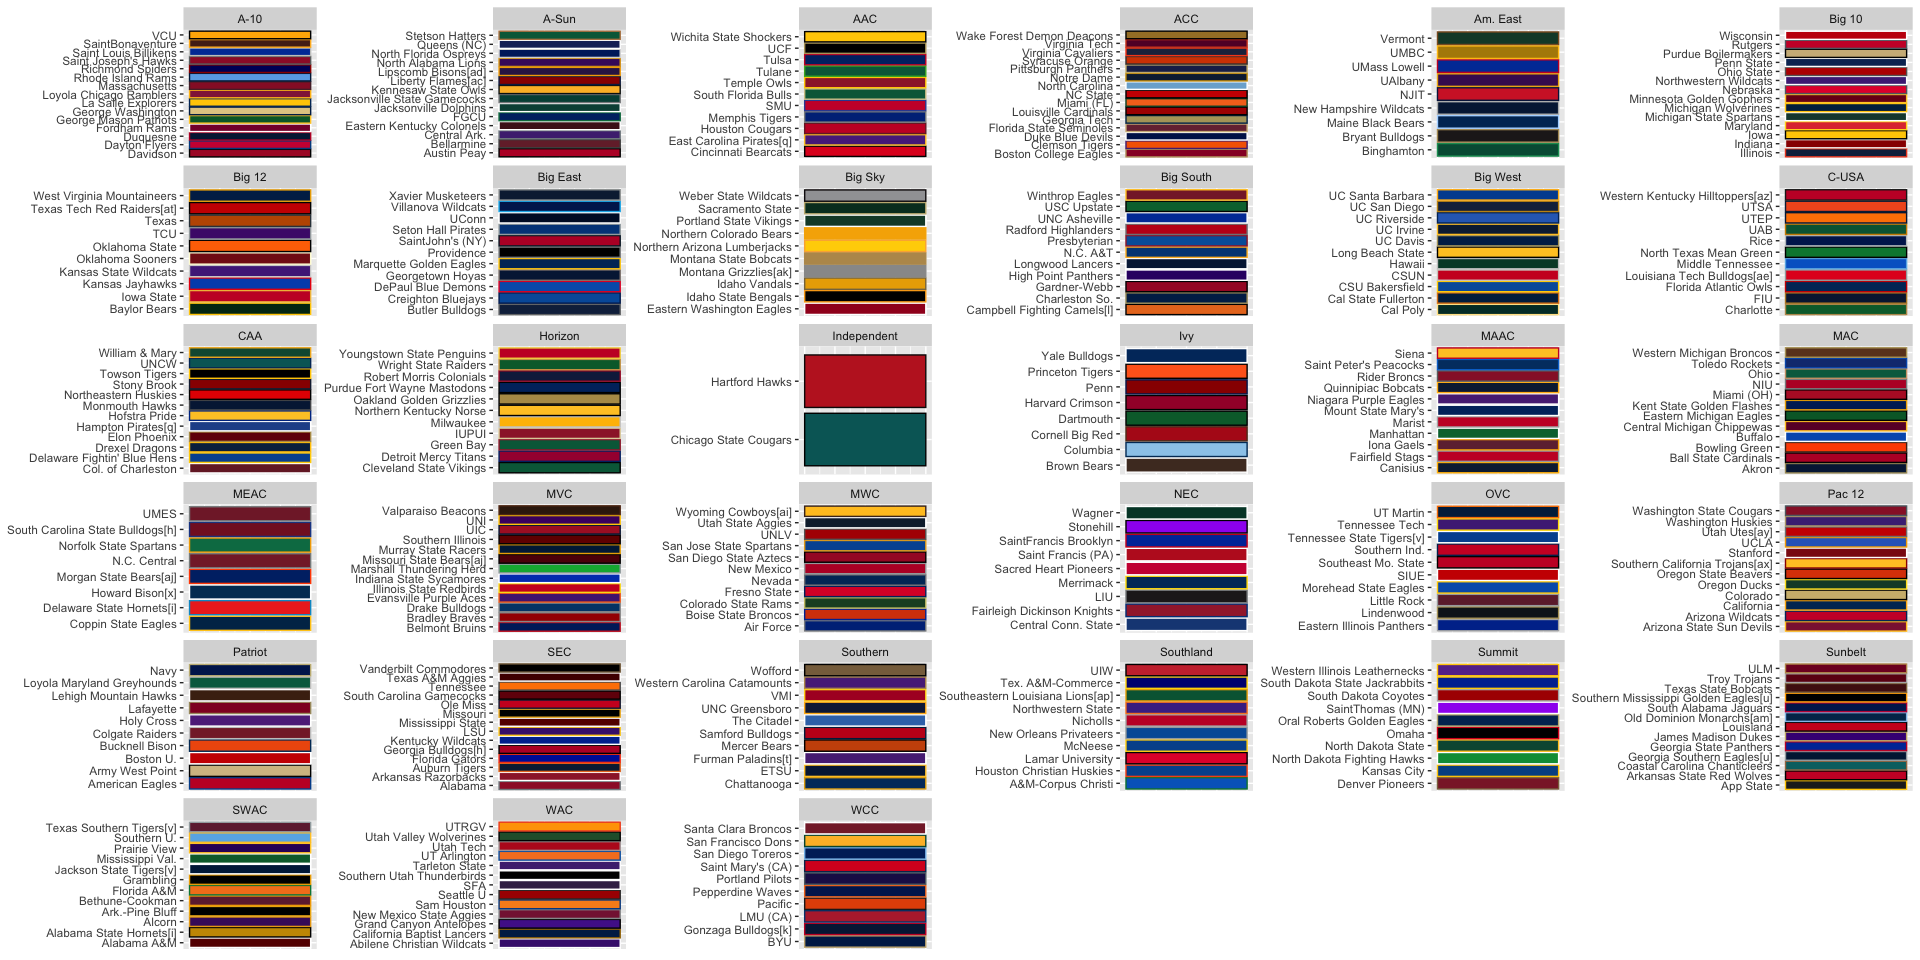 A-10
VCU
SaintBonaventure
Saint Louis Billikens
Saint Joseph's Hawks
Richmond Spiders
Rhode Island Rams
Massachusetts
Loyola Chicago Ramblers
La Salle Explorers
George Washington
George Mason Patriots
Fordham Rams
Duquesne
Dayton Flyers
Davidson
A-Sun
Stetson Hatters
Queens (NC)
North Florida Ospreys
North Alabama Lions
Lipscomb Bisons[ad]
Liberty Flames[ac]
Kennesaw State Owls
Jacksonville State Gamecocks
Jacksonville Dolphins
FGCU
Eastern Kentucky Colonels
Central Ark.
Bellarmine
Austin Peay
AAC
Wichita State Shockers
UCF
Tulsa
Tulane
Temple Owls
South Florida Bulls
SMU
Memphis Tigers
Houston Cougars
East Carolina Pirates[q]
Cincinnati Bearcats
ACC
Wake Forest Demon Deacons
Virginia Tech
Virginia Cavaliers
Syracuse Orange
Pittsburgh Panthers
Notre Dame
North Carolina
NC State
Miami (FL)
Louisville Cardinals
Georgia Tech
Florida State Seminoles
Duke Blue Devils
Clemson Tigers
Boston College Eagles
Am. East
Vermont
UMBC
UMass Lowell
UAlbany
NJIT
New Hampshire Wildcats
Maine Black Bears
Bryant Bulldogs
Binghamton
Big 10
Wisconsin
Rutgers
Purdue Boilermakers
Penn State
Ohio State
Northwestern Wildcats
Nebraska
Minnesota Golden Gophers
Michigan Wolverines
Michigan State Spartans
Maryland
Iowa
Indiana
Illinois
Big 12
West Virginia Mountaineers
Texas Tech Red Raiders[at]
Texas
TCU
Oklahoma State
Oklahoma Sooners
Kansas State Wildcats
Kansas Jayhawks
Iowa State
Baylor Bears
Big East
Xavier Musketeers
Villanova Wildcats
UConn
Seton Hall Pirates
SaintJohn's (NY)
Providence
Marquette Golden Eagles
Georgetown Hoyas
DePaul Blue Demons
Creighton Bluejays
Butler Bulldogs
Big Sky
Weber State Wildcats
Sacramento State
Portland State Vikings
Northern Colorado Bears
Northern Arizona Lumberjacks
Montana State Bobcats
Montana Grizzlies[ak]
Idaho Vandals
Idaho State Bengals
Eastern Washington Eagles
Big South
Winthrop Eagles
USC Upstate
UNC Asheville
Radford Highlanders
Presbyterian
N.C. A&T
Longwood Lancers
High Point Panthers
Gardner-Webb
Charleston So.
Campbell Fighting Camels[l]
Big West
UC Santa Barbara
UC San Diego
UC Riverside
UC Irvine
UC Davis
Long Beach State
Hawaii
CSUN
CSU Bakersfield
Cal State Fullerton
Cal Poly
C-USA
Western Kentucky Hilltoppers[az]
UTSA
UTEP
UAB
Rice
North Texas Mean Green
Middle Tennessee
Louisiana Tech Bulldogs[ae]
Florida Atlantic Owls
FIU
Charlotte
CAA
William & Mary
UNCW
Towson Tigers
Stony Brook
Northeastern Huskies
Monmouth Hawks
Hofstra Pride
Hampton Pirates[q]
Elon Phoenix
Drexel Dragons
Delaware Fightin' Blue Hens
Col. of Charleston
Horizon
Youngstown State Penguins
Wright State Raiders
Robert Morris Colonials
Purdue Fort Wayne Mastodons
Oakland Golden Grizzlies
Northern Kentucky Norse
Milwaukee
IUPUI
Green Bay
Detroit Mercy Titans
Cleveland State Vikings
Independent
Hartford Hawks
Chicago State Cougars
Ivy
Yale Bulldogs
Princeton Tigers
Penn
Harvard Crimson
Dartmouth
Cornell Big Red
Columbia
Brown Bears
MAAC
Siena
Saint Peter's Peacocks
Rider Broncs
Quinnipiac Bobcats
Niagara Purple Eagles
Mount State Mary's
Marist
Manhattan
Iona Gaels
Fairfield Stags
Canisius
MAC
Western Michigan Broncos
Toledo Rockets
Ohio
NIU
Miami (OH)
Kent State Golden Flashes
Eastern Michigan Eagles
Central Michigan Chippewas
Buffalo
Bowling Green
Ball State Cardinals
Akron
MEAC
UMES
South Carolina State Bulldogs[h]
Norfolk State Spartans
N.C. Central
Morgan State Bears[aj]
Howard Bison[x]
Delaware State Hornets[i]
Coppin State Eagles
MVC
Valparaiso Beacons
UNI
UIC
Southern Illinois
Murray State Racers
Missouri State Bears[aj]
Marshall Thundering Herd
Indiana State Sycamores
Illinois State Redbirds
Evansville Purple Aces
Drake Bulldogs
Bradley Braves
Belmont Bruins
MWC
Wyoming Cowboys[ai]
Utah State Aggies
UNLV
San Jose State Spartans
San Diego State Aztecs
New Mexico
Nevada
Fresno State
Colorado State Rams
Boise State Broncos
Air Force
NEC
Wagner
Stonehill
SaintFrancis Brooklyn
Saint Francis (PA)
Sacred Heart Pioneers
Merrimack
LIU
Fairleigh Dickinson Knights
Central Conn. State
OVC
UT Martin
Tennessee Tech
Tennessee State Tigers[v]
Southern Ind.
Southeast Mo. State
SIUE
Morehead State Eagles
Little Rock
Lindenwood
Eastern Illinois Panthers
Pac 12
Washington State Cougars
Washington Huskies
Utah Utes[ay]
UCLA
Stanford
Southern California Trojans[ax]
Oregon State Beavers
Oregon Ducks
Colorado
California
Arizona Wildcats
Arizona State Sun Devils
Patriot
Navy
Loyola Maryland Greyhounds
Lehigh Mountain Hawks
Lafayette
Holy Cross
Colgate Raiders
Bucknell Bison
Boston U.
Army West Point
American Eagles
SEC
Vanderbilt Commodores
Texas A&M Aggies
Tennessee
South Carolina Gamecocks
Ole Miss
Missouri
Mississippi State
LSU
Kentucky Wildcats
Georgia Bulldogs[h]
Florida Gators
Auburn Tigers
Arkansas Razorbacks
Alabama
Southern
Wofford
Western Carolina Catamounts
VMI
UNC Greensboro
The Citadel
Samford Bulldogs
Mercer Bears
Furman Paladins[t]
ETSU
Chattanooga
Southland
UIW
Tex. A&M-Commerce
Southeastern Louisiana Lions[ap]
Northwestern State
Nicholls
New Orleans Privateers
McNeese
Lamar University
Houston Christian Huskies
A&M-Corpus Christi
Summit
Western Illinois Leathernecks
South Dakota State Jackrabbits
South Dakota Coyotes
SaintThomas (MN)
Oral Roberts Golden Eagles
Omaha
North Dakota State
North Dakota Fighting Hawks
Kansas City
Denver Pioneers
Sunbelt
ULM
Troy Trojans
Texas State Bobcats
Southern Mississippi Golden Eagles[u]
South Alabama Jaguars
Old Dominion Monarchs[am]
Louisiana
James Madison Dukes
Georgia State Panthers
Georgia Southern Eagles[u]
Coastal Carolina Chanticleers
Arkansas State Red Wolves
App State
SWAC
Texas Southern Tigers[v]
Southern U.
Prairie View
Mississippi Val.
Jackson State Tigers[v]
Grambling
Florida A&M
Bethune-Cookman
Ark.-Pine Bluff
Alcorn
Alabama State Hornets[i]
Alabama A&M
WAC
UTRGV
Utah Valley Wolverines
Utah Tech
UT Arlington
Tarleton State
Southern Utah Thunderbirds
SFA
Seattle U
Sam Houston
New Mexico State Aggies
Grand Canyon Antelopes
California Baptist Lancers
Abilene Christian Wildcats
WCC
Santa Clara Broncos
San Francisco Dons
San Diego Toreros
Saint Mary's (CA)
Portland Pilots
Pepperdine Waves
Pacific
LMU (CA)
Gonzaga Bulldogs[k]
BYU